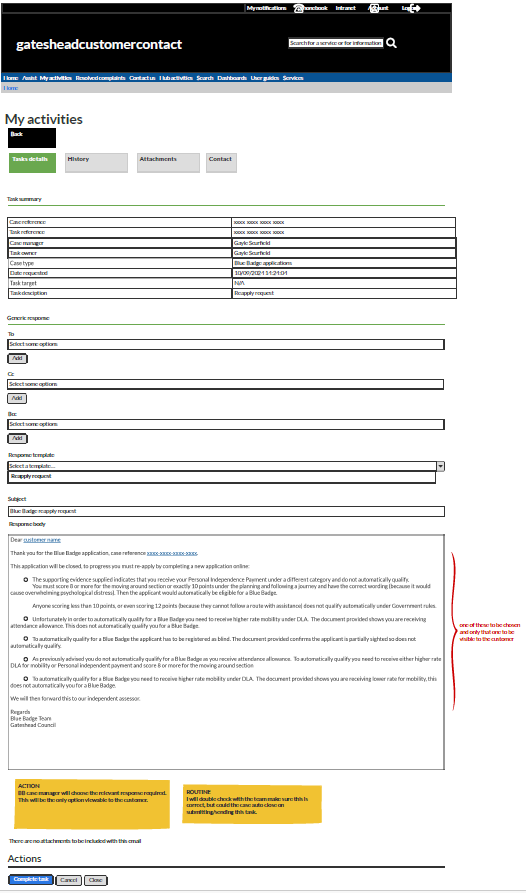 My notifications Phonebook Intranet Account Logout
gatesheadcustomercontact
Search for a service or for information
Home Assist My activities Resolved complaints Contact us Hub activities Search Dashboards User guides Services
Home
My activities
Back
Tasks details History Attachments Contact
Task summary
Case reference xxxx xxxx xxxx xxxx
Task reference xxxx xxxx xxxx xxxx
Case manager Gayle Scurfield
Task owner Gayle Scurfield
Case type Blue Badge applications
Date requested 10/09/2021 14:24:04
Task target N/A
Task desciption Reapply request
Generic response
To
Select some options
Add
Cc
Select some options
Add
Bcc
Select some options
Add
Response template
Select a template...
Reapply request
Subject
Blue Badge reapply request
Response body
Dear customer name
Thank you for the Blue Badge application, case reference xxxx-xxxx-xxxx-xxxx.
This application will be closed, to progress you must re-apply by completing a new application online:
The supporting evidence supplied indicates that you receive your Personal Independence Payment under a different category and do not automatically qualify.
You must score 8 or more for the moving around section or exactly 10 points under the planning and following a journey and have the correct wording (because it would
cause overwhelming psychological distress). Then the applicant would automatically be eligible for a Blue Badge.
Anyone scoring less than 10 points, or even scoring 12 points (because they cannot follow a route with assistance) does not qualify automatically under Government rules.
Unfortunately in order to automatically qualify for a Blue Badge you need to receive higher rate mobility under DLA. The document provided shows you are receiving
attendance allowance. This does not automatically qualify you for a Blue Badge.
To automatically qualify for a Blue Badge the applicant has to be registered as blind. The document provided confirms the applicant is partially sighted so does not
automatically qualify.
As previously advised you do not automatically qualify for a Blue Badge as you receive attendance allowance. To automatically qualify you need to receive either higher rate
DLA for mobility or Personal independence payment and score 8 or more for the moving around section
To automatically qualify for a Blue Badge you need to receive higher rate mobility under DLA. The document provided shows you are receiving lower rate for mobility, this
does not automatically qualify you for a Blue Badge.
We will then forward this to our independent assessor.
Regards
Blue Badge Team
Gateshead Council
one of these to be chosen
and only that one to be
visible to the customer
ACTION
BB case manager will choose the relevant response required.
This will be the only option viewable to the customer.
ROUTINE
I will double check with the team make sure this is
correct, but could the case auto close on
submitting/sending this task.
There are no attachments to be included with this email
Actions
Complete task Cancel Close